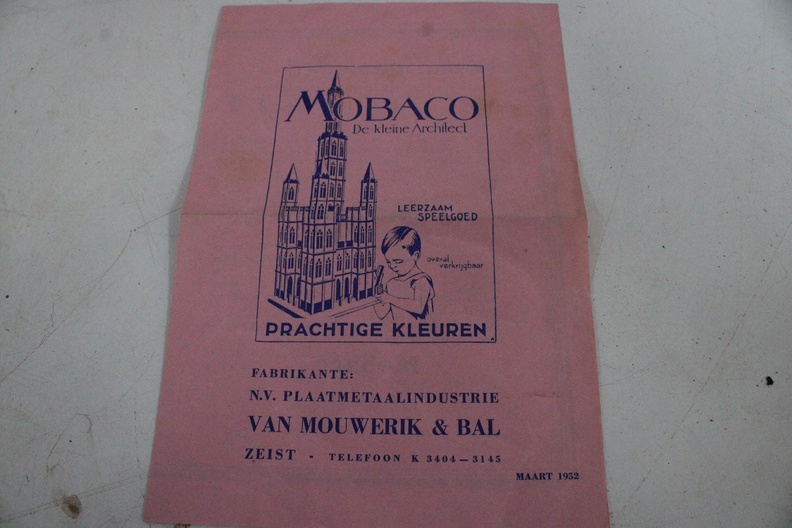 MOBACO
De kleine Architect
LEERZAAM
SPEELGOED
overal
verkrijgbaar
PRACHTIGE KLEUREN
FABRIKANTE:
N.V. PLAATMETAALINDUSTRIE
VAN MOUWERIK & BAL
ZEIST - TELEFOON K 3404—3145
MAART 1952